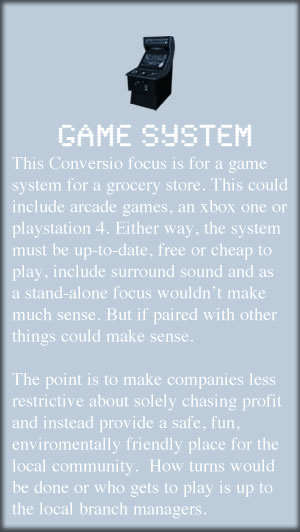 GAME SYSTEM
This Conversio focus is for a game
system for a grocery store. This could
include arcade games, an xbox one or
playstation 4. Either way, the system
must be up-to-date, free or cheap to
play, include surround sound and as
a stand-alone focus wouldn't make
much sense. But if paired with other
things could make sense.
The point is to make companies less
restrictive about solely chasing profit
and instead provide a safe, fun,
enviromentally friendly place for the
local community.  How turns would
be done or who gets to play is up to
the local branch managers.